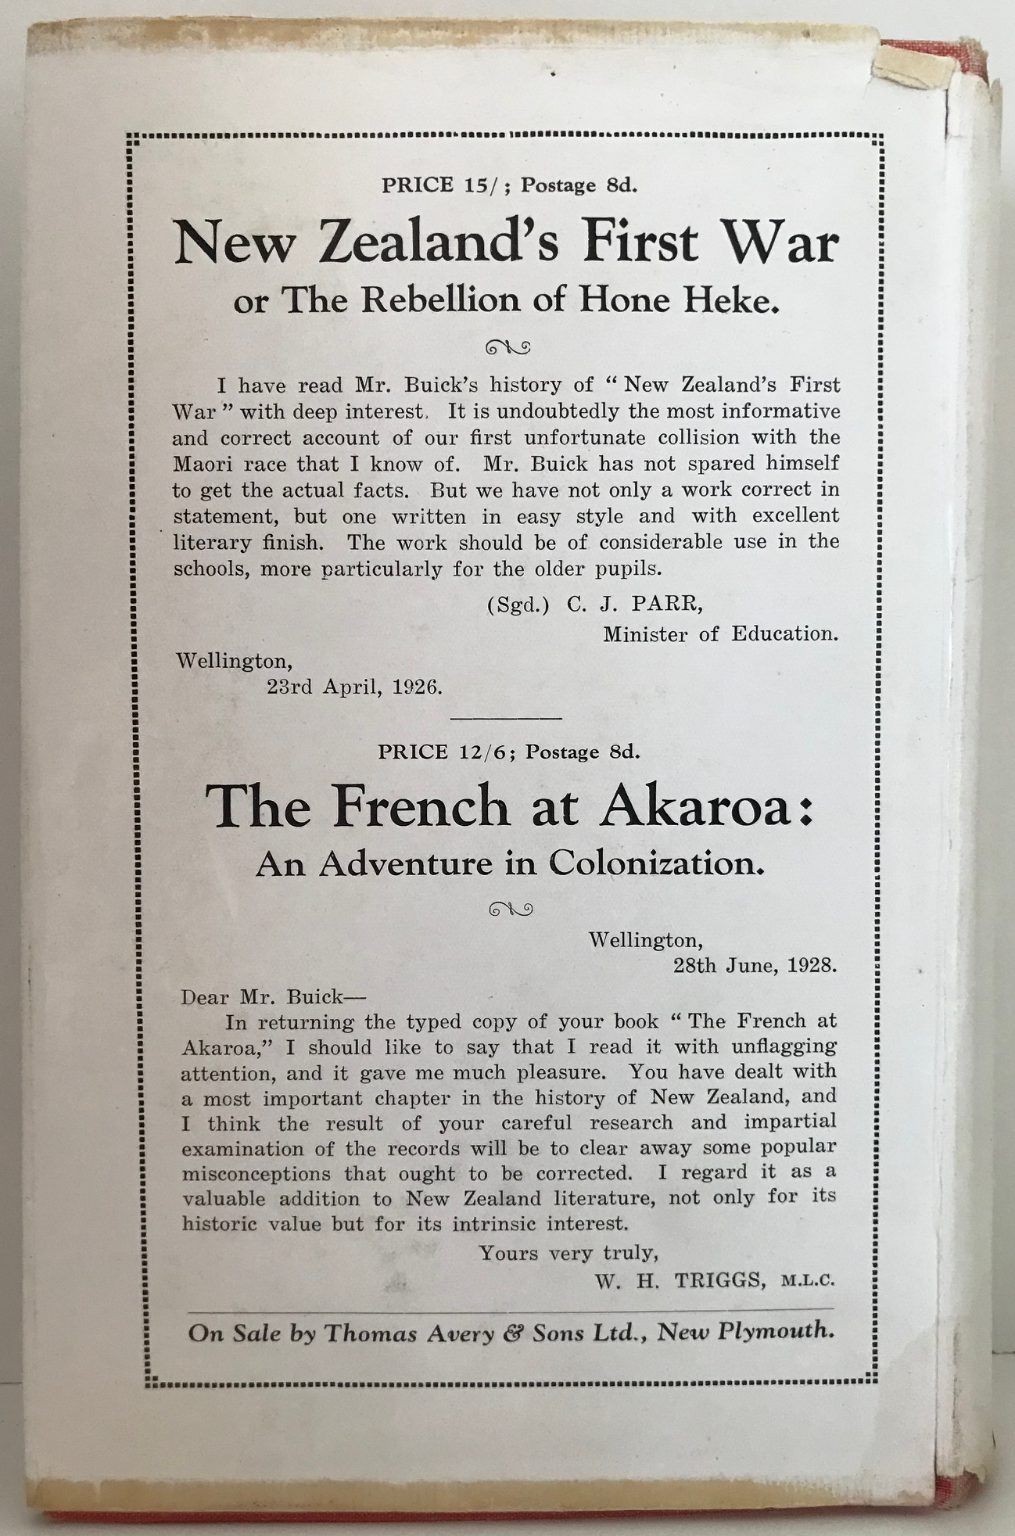 PRICE 15/ ; Postage 8d.
New Zealand's First War
or The Rebellion of Hone Heke.
I have read Mr. Buick's history of “ New Zealand's First
War ” with deep interest. It is undoubtedly the most informative
and correct account of our first unfortunate collision with the
Maori race that I know of. Mr. Buick has not spared himself
to get the actual facts. But we have not only a work correct in
statement, but one written in easy style and with excellent
literary finish. The work should be of considerable use in the
schools, more particularly for the older pupils.
(Sgd.) C. J. PARR,
Minister of Education.
Wellington,
23rd April, 1926.
PRICE 12/6; Postage 8d.
The French at Akaroa:
An Adventure in Colonization.
Wellington,
28th June, 1928.
Dear Mr. Buick—
In returning the typed copy of your book “ The French at
Akaroa,” I should like to say that I read it with unflagging
attention, and it gave me much pleasure. You have dealt with
a most important chapter in the history of New Zealand, and
I think the result of your careful research and impartial
examination of the records will be to clear away some popular
misconceptions that ought to be corrected. I regard it as a
valuable addition to New Zealand literature, not only for its
historic value but for its intrinsic interest.
Yours very truly,
W. H. TRIGGS, M.L.C.
On Sale by Thomas Avery & Sons Ltd., New Plymouth.